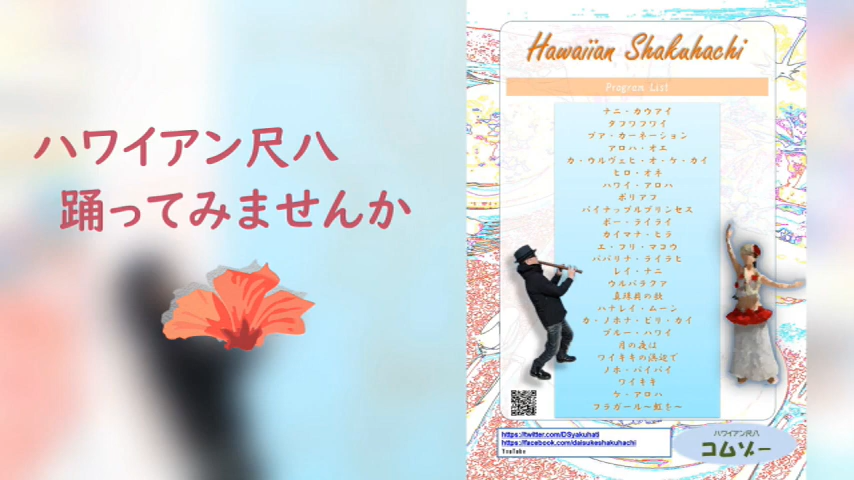 ハワイアン尺八
踊ってみませんか
Hawaiian Shakuhachi
Program List
ナニ・カウアイ
タフワフワイ
プア・カーネーション
アロハ・オエ
カ・ウルヴェヒ・オ・ケ・カイ
ヒロ・オネ
ハワイ・アロハ
ポリアフ
パイナップルプリンセス
ポー・ライライ
カイマナ・ヒラ
エ・フリ・マコウ
パパリナ・ライラヒ
レイ・ナニ
ウルパラクア
真珠貝の歌
ハナレイ・ムーン
カ・ノホナ・ピリ・カイ
ブルー・ハワイ
月の夜は
ワイキキの浜辺で
ノホ・パイパイ
ワイキキ
ケ・アロハ
フラガール～虹を～
https://twitter.com/DSyakuhati
https://facebook.com/daisukeshakuhachi
YouTube
ハワイアン尺八
コムゾー